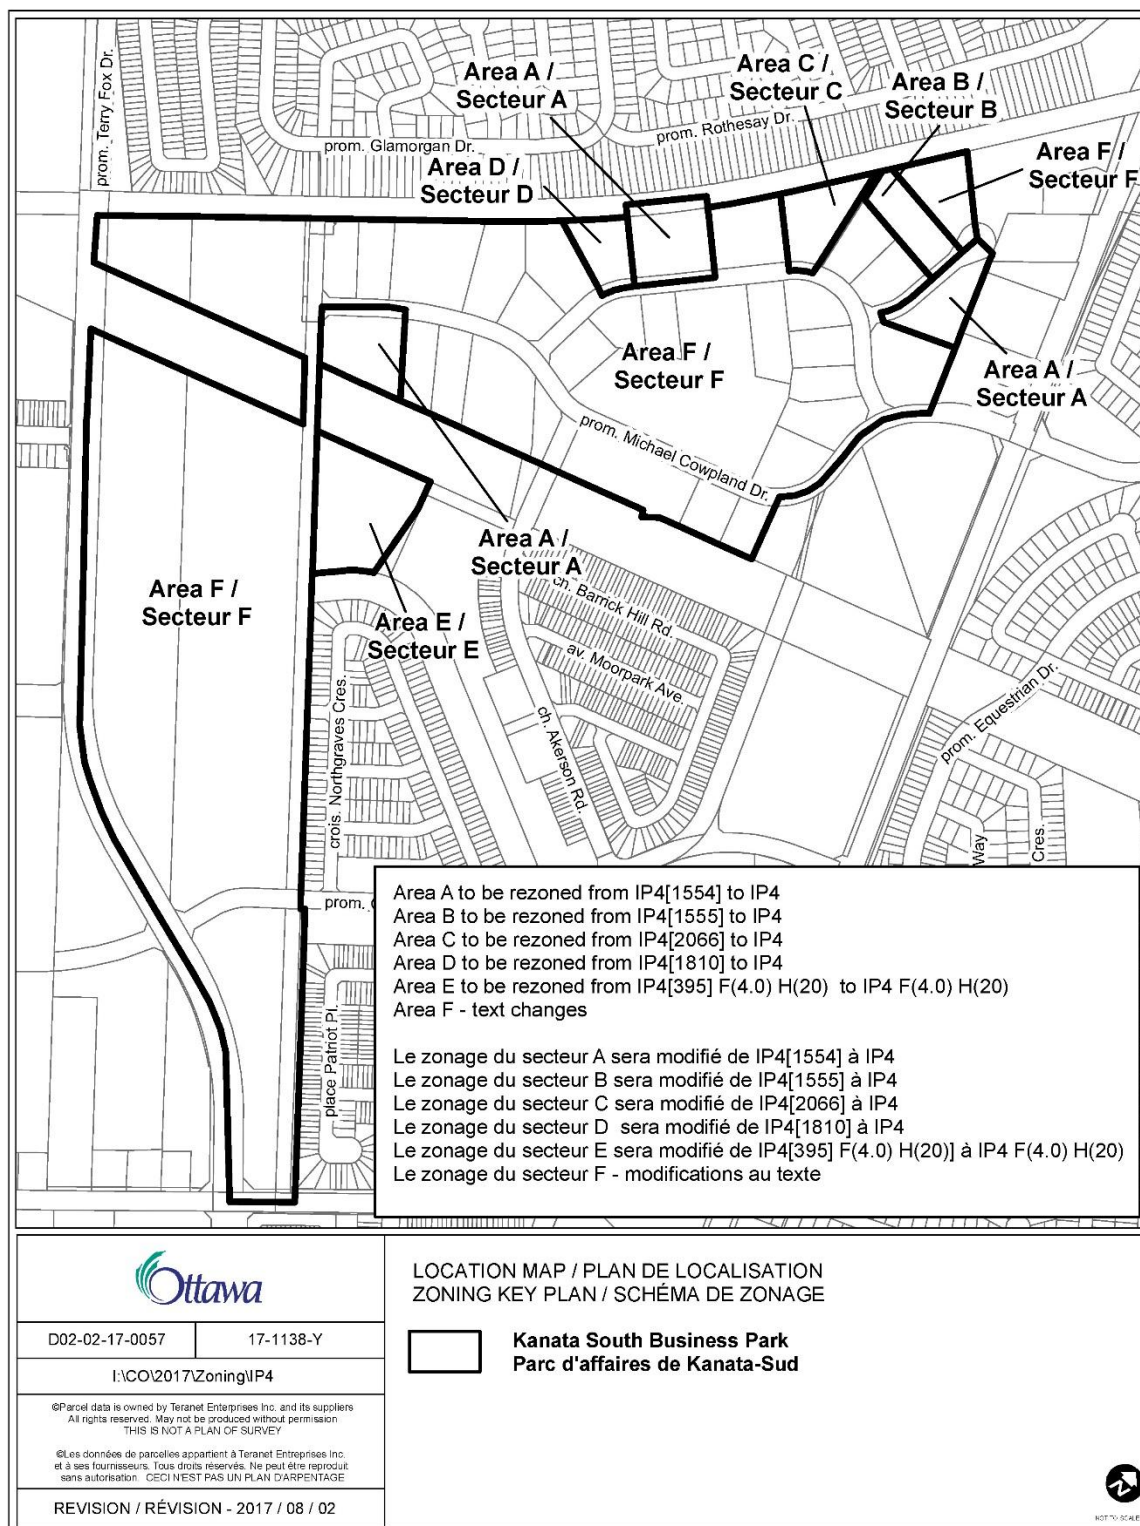 prom. Terry Fox Dr.
Area A /
Secteur A
Area C /
Secteur C
Area B /
Secteur B
prom. Rothesay Dr.
prom. Glamorgan Dr.
Area D /
Secteur D
Area F /
Secteur F
Area F /
Secteur F
Area A /
Secteur A
prom. Michael Cowpland Dr.
Area A /
Secteur A
Area F /
Secteur F
ch. Barrick Hill Rd.
Area E /
Secteur E
av. Moorpark Ave.
crois. Northgraves Cres.
ch. Akerson Rd.
prom. Equestrian Dr.
Way
Cres.
prom.
place Patriot Pl.
Area A to be rezoned from IP4[1554] to IP4
Area B to be rezoned from IP4[1555] to IP4
Area C to be rezoned from IP4[2066] to IP4
Area D to be rezoned from IP4[1810] to IP4
Area E to be rezoned from IP4[395] F(4.0) H(20) to IP4 F(4.0) H(20)
Area F - text changes
Le zonage du secteur A sera modifié de IP4[1554] à IP4
Le zonage du secteur B sera modifié de IP4[1555] à IP4
Le zonage du secteur C sera modifié de IP4[2066] à IP4
Le zonage du secteur D sera modifié de IP4[1810] à IP4
Le zonage du secteur E sera modifié de IP4[395] F(4.0) H(20)] à IP4 F(4.0) H(20)
Le zonage du secteur F - modifications au texte
Ottawa
D02-02-17-0057
17-1138-Y
I:\CO\2017\Zoning\IP4
©Parcel data is owned by Teranet Enterprises Inc. and its suppliers
All rights reserved. May not be produced without permission
THIS IS NOT A PLAN OF SURVEY
©Les données de parcelles appartient à Teranet Entreprises Inc.
et à ses fournisseurs. Tous droits réservés. Ne peut être reproduit
sans autorisation. CECI N'EST PAS UN PLAN D'ARPENTAGE
REVISION / RÉVISION - 2017 / 08 / 02
LOCATION MAP / PLAN DE LOCALISATION
ZONING KEY PLAN / SCHÉMA DE ZONAGE
Kanata South Business Park
Parc d'affaires de Kanata-Sud
NOT TO SCALE